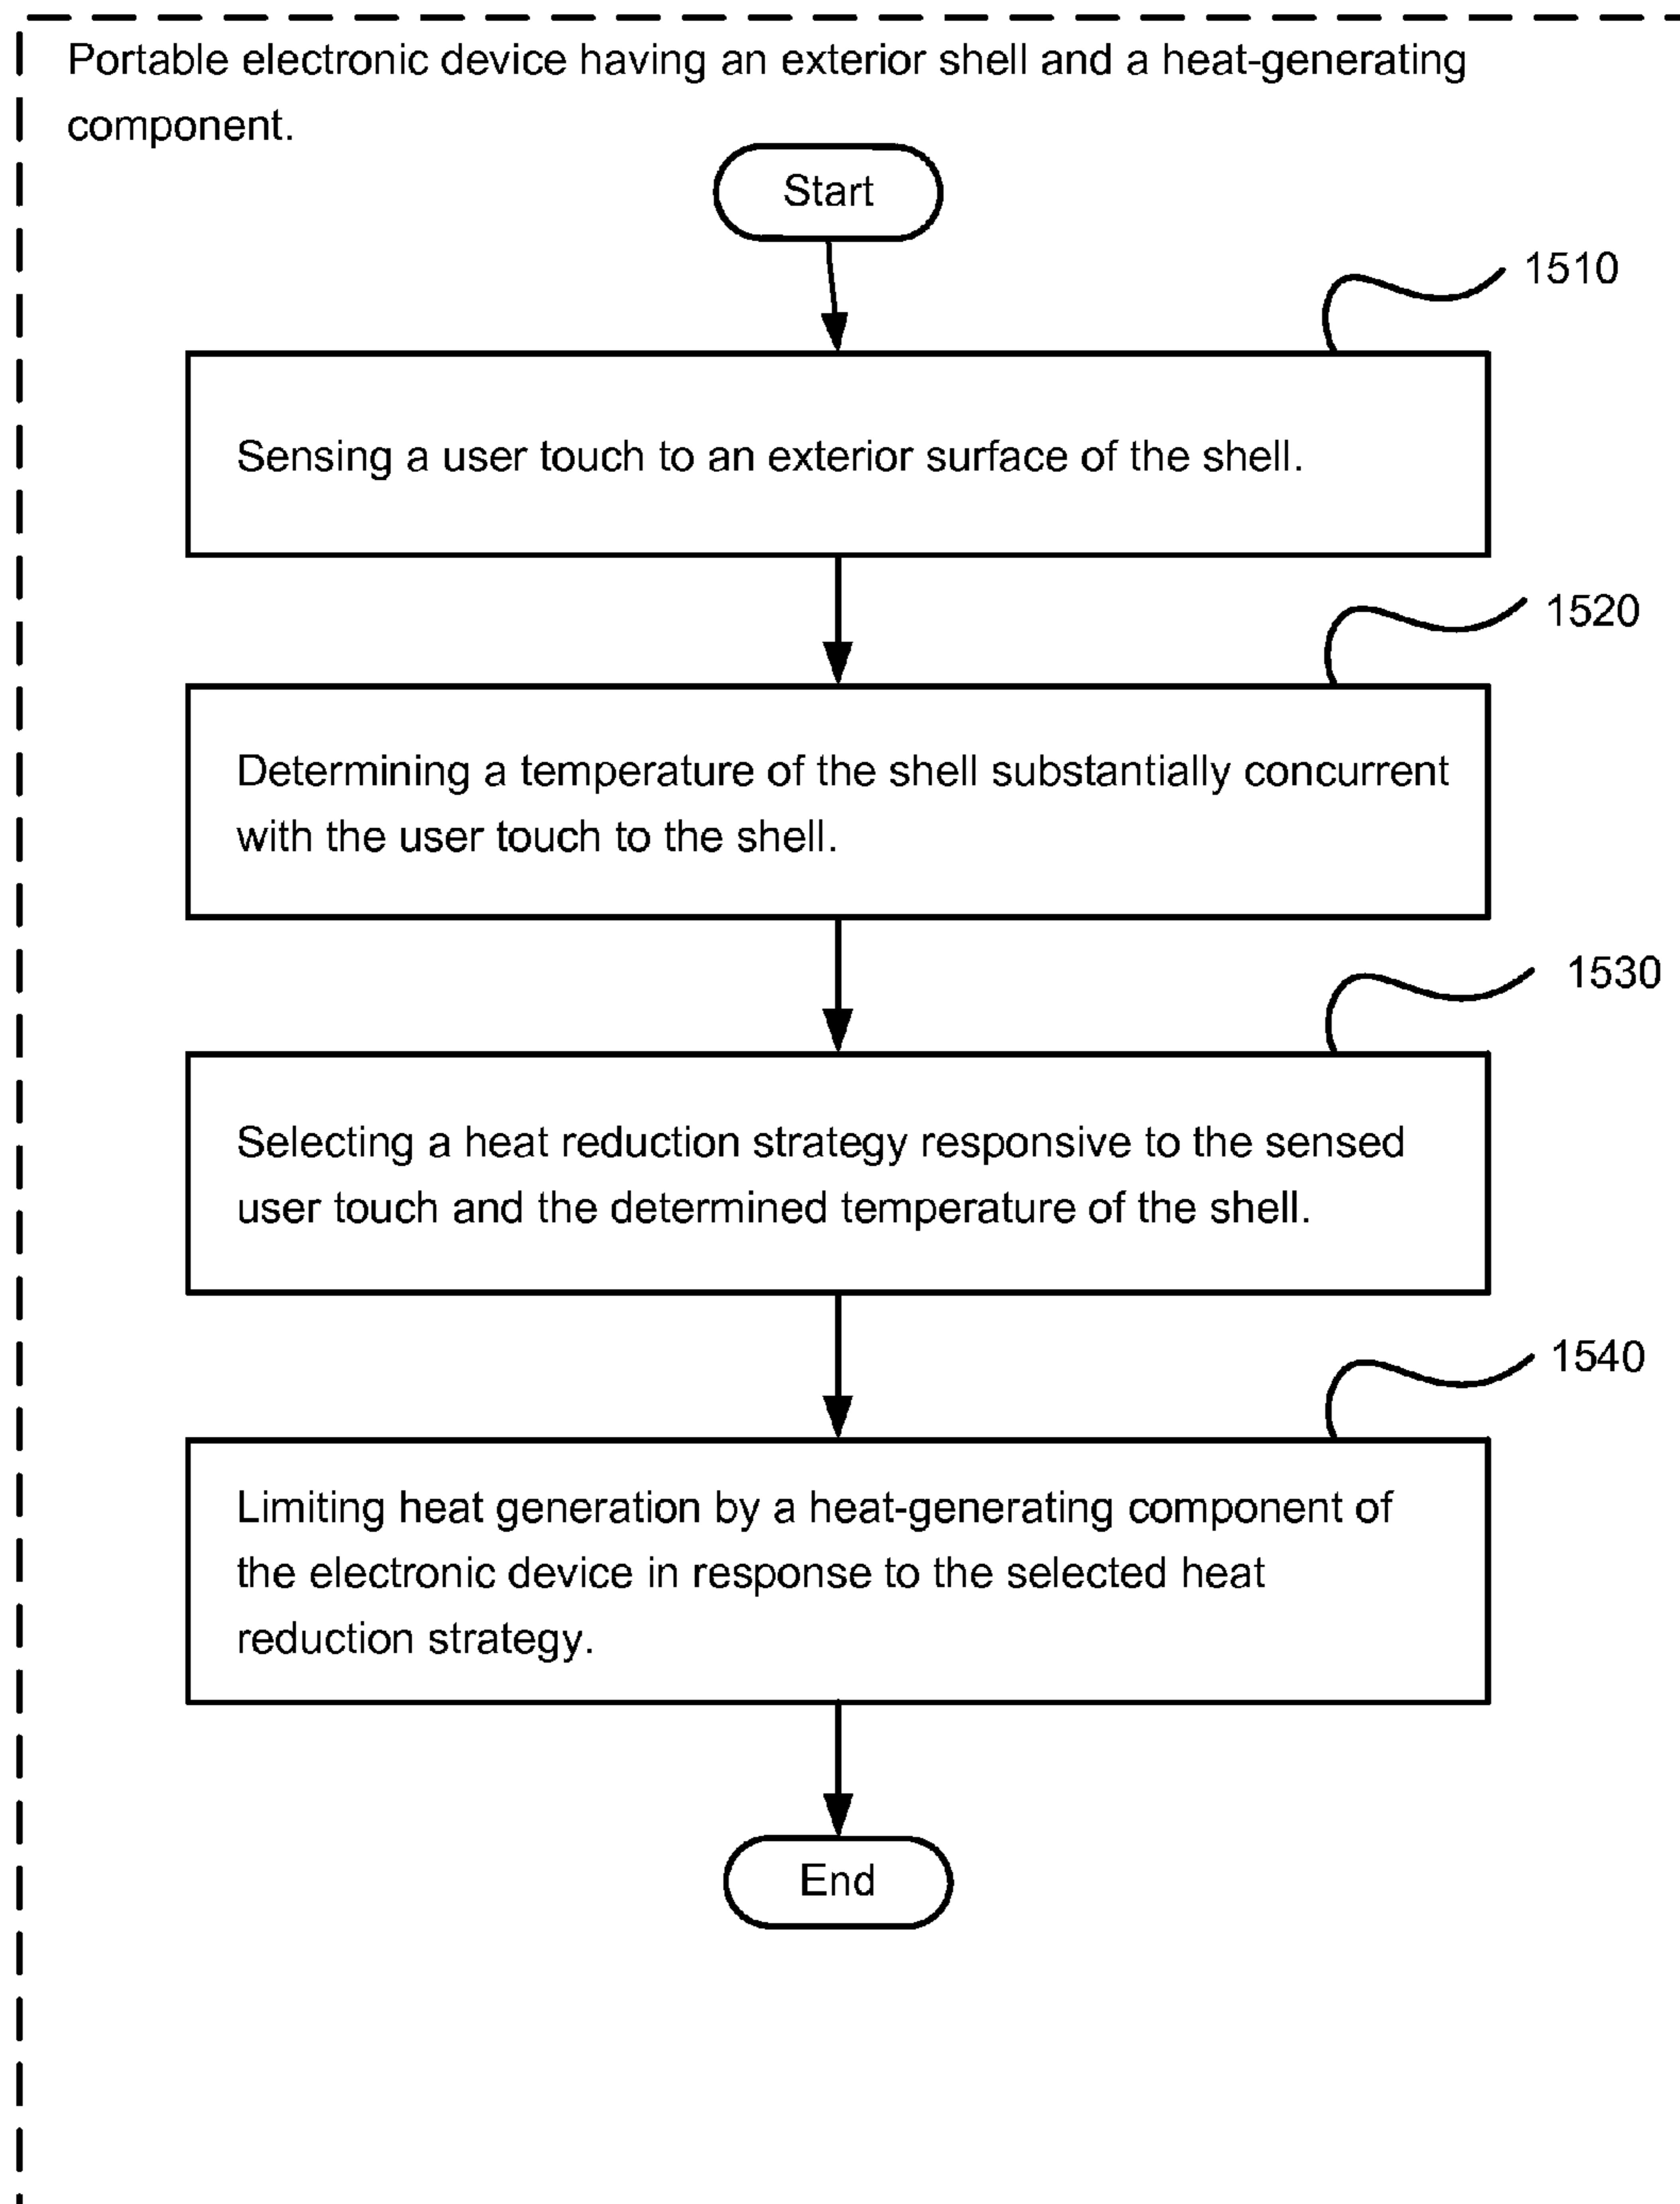 Portable electronic device having an exterior shell and a heat-generating
component.
Start
1510
Sensing a user touch to an exterior surface of the shell.
1520
Determining a temperature of the shell substantially concurrent
with the user touch to the shell.
1530
Selecting a heat reduction strategy responsive to the sensed
user touch and the determined temperature of the shell.
1540
Limiting heat generation by a heat-generating component of
the electronic device in response to the selected heat
reduction strategy.
End